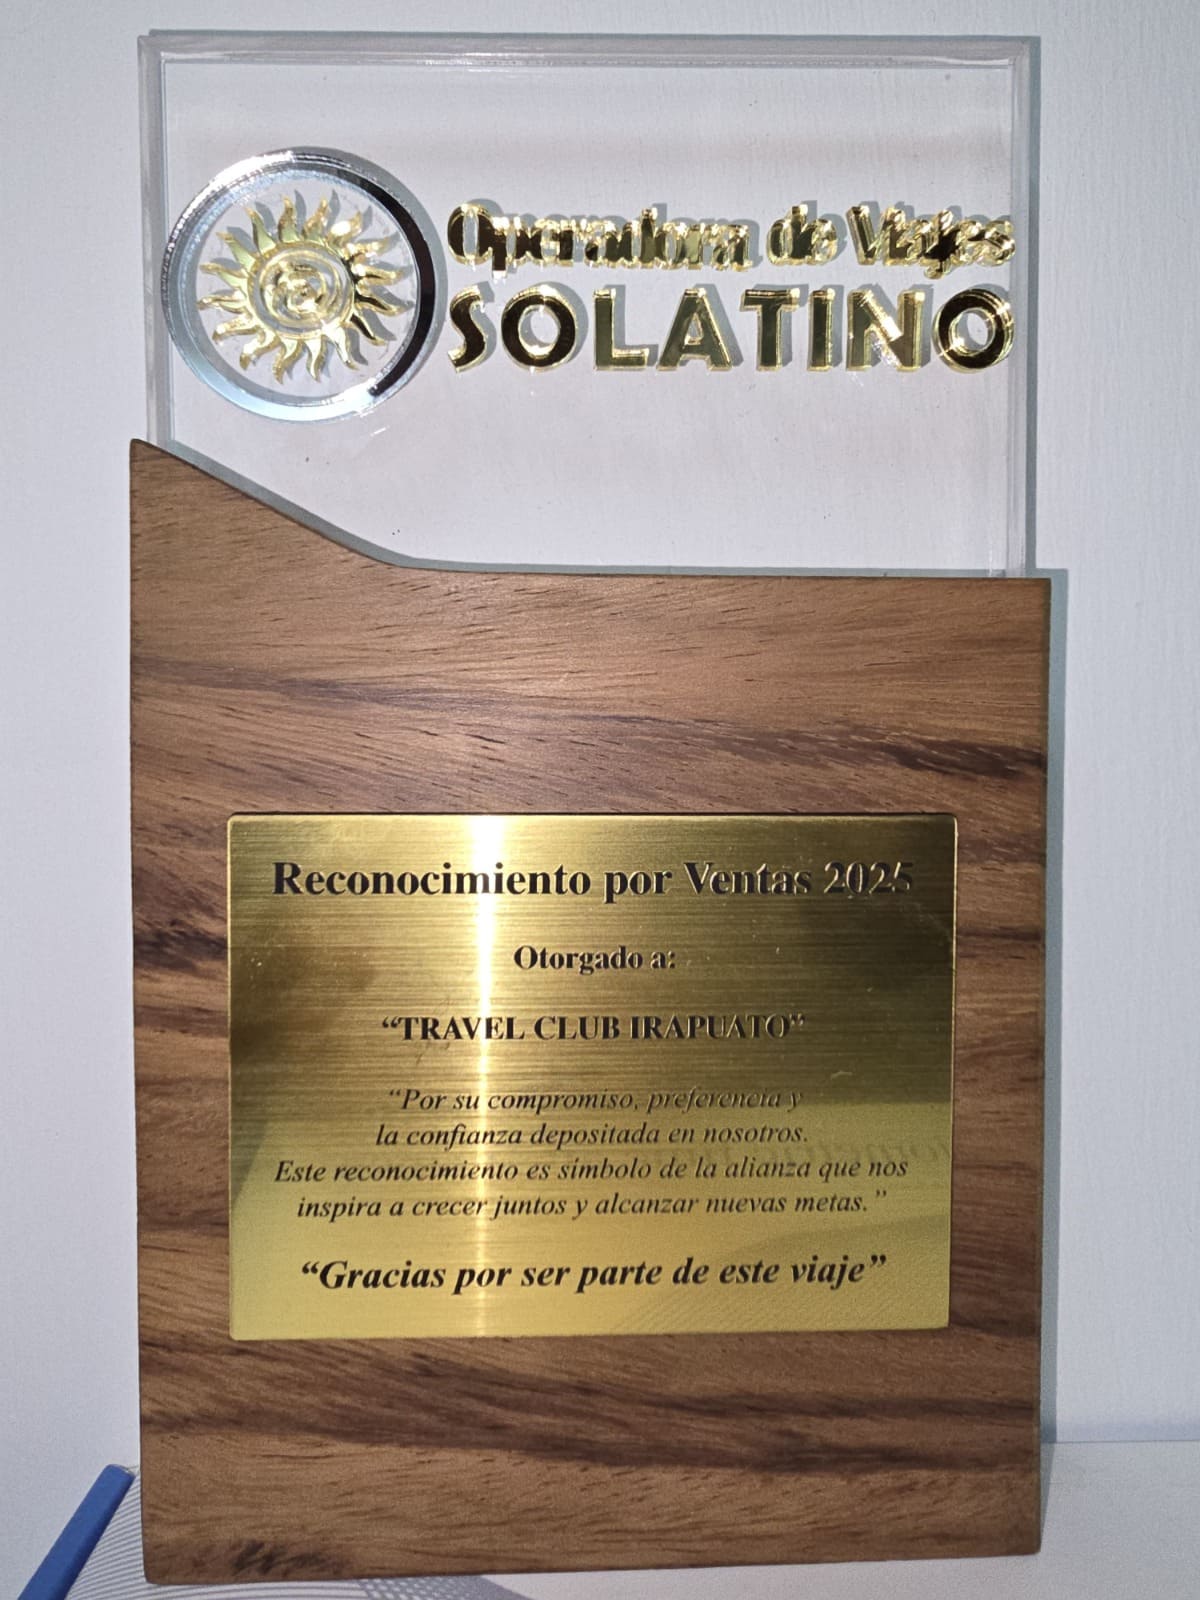 Operadora de Viajes
SOLATINO
Reconocimiento por Ventas 2025
Otorgado a:
“TRAVEL CLUB IRAPUATO”
“Por su compromiso, preferencia y
la confianza depositada en nosotros.
Este reconocimiento es símbolo de la alianza que nos
inspira a crecer juntos y alcanzar nuevas metas.”
“Gracias por ser parte de este viaje”